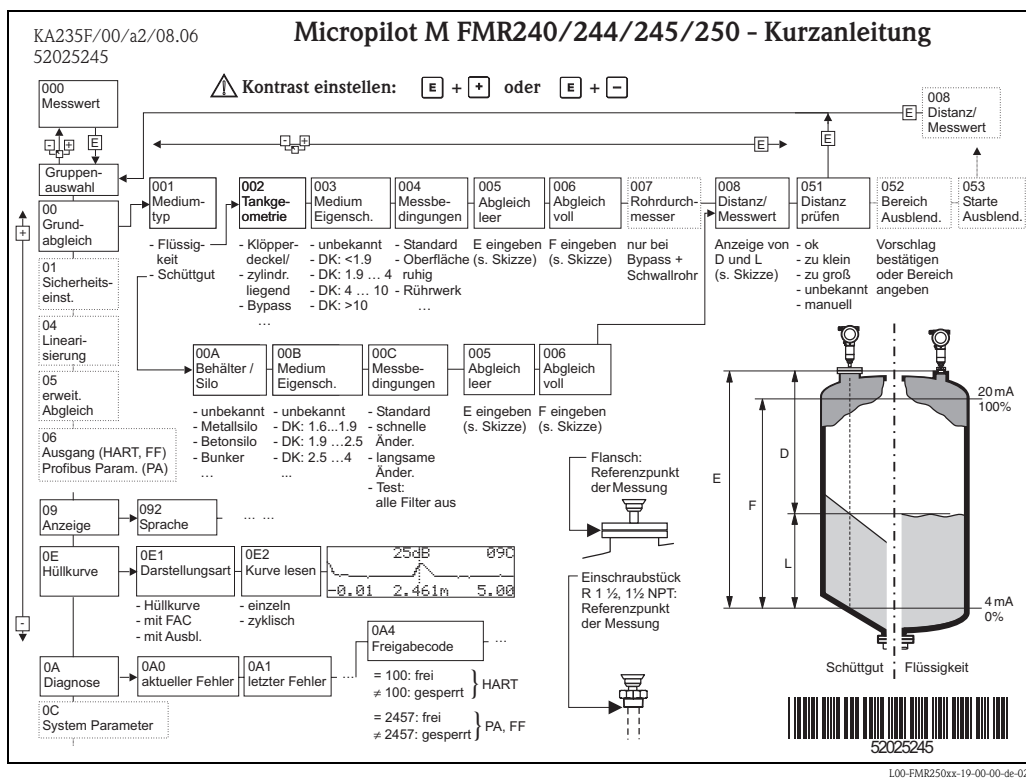 KA235F/00/a2/08.06
52025245
Micropilot M FMR240/244/245/250 - Kurzanleitung
Kontrast einstellen: E + + oder E + -
000
Messwert
- +
E
Gruppen-
auswahl
- +
E
E
E
008
Distanz/
Messwert
00
Grund-
abgleich
001
Medium-
typ
- Flüssig-
keit
- Schüttgut
002
Tankge-
ometrie
- Klöpper-
deckel/
- zylindr.
liegend
- Bypass
...
003
Medium
Eigensch.
- unbekannt
- DK: <1.9
- DK: 1.9 ... 4
- DK: 4 ... 10
- DK: >10
004
Messbe-
dingungen
- Standard
- Oberfläche
ruhig
- Rührwerk
...
005
Abgleich
leer
E eingeben
(s. Skizze)
006
Abgleich
voll
F eingeben
(s. Skizze)
007
Rohrdurch-
messer
nur bei
Bypass +
Schwallrohr
008
Distanz/
Messwert
Anzeige von
D und L
(s. Skizze)
051
Distanz
prüfen
- ok
- zu klein
- zu groß
- unbekannt
- manuell
052
Bereich
Ausblend.
Vorschlag
bestätigen
oder Bereich
angeben
053
Starte
Ausblend.
+
01
Sicherheits-
einst.
04
Lineari-
sierung
05
erweit.
Abgleich
06
Ausgang (HART, FF)
Profibus Param. (PA)
00A
Behälter /
Silo
- unbekannt
- Metallsilo
- Betonsilo
- Bunker
...
00B
Medium
Eigensch.
- unbekannt
- DK: 1.6...1.9
- DK: 1.9 ...2.5
- DK: 2.5 ...4
...
00C
Messbe-
dingungen
- Standard
- schnelle
Änder.
- langsame
Änder.
- Test:
alle Filter aus
005
Abgleich
leer
E eingeben
(s. Skizze)
006
Abgleich
voll
F eingeben
(s. Skizze)
09
Anzeige
092
Sprache
... ...
0E
Hüllkurve
0E1
Darstellungsart
- Hüllkurve
- mit FAC
- mit Ausbl.
0E2
Kurve lesen
- einzeln
- zyklisch
25dB 09C
-0.01 2.461m 5.00
-
0A
Diagnose
0A0
aktueller Fehler
0A1
letzter Fehler
...
0A4
Freigabecode
...
= 100: frei
≠ 100: gesperrt } HART
= 2457: frei
≠ 2457: gesperrt } PA, FF
0C
System Parameter
Flansch:
Referenzpunkt
der Messung
Einschraubstück
R 1 ½, 1½ NPT:
Referenzpunkt
der Messung
20 mA
100%
D
E
F
L
4 mA
0%
Schüttgut
Flüssigkeit
52025245
L00-FMR250xx-19-00-00-de-02